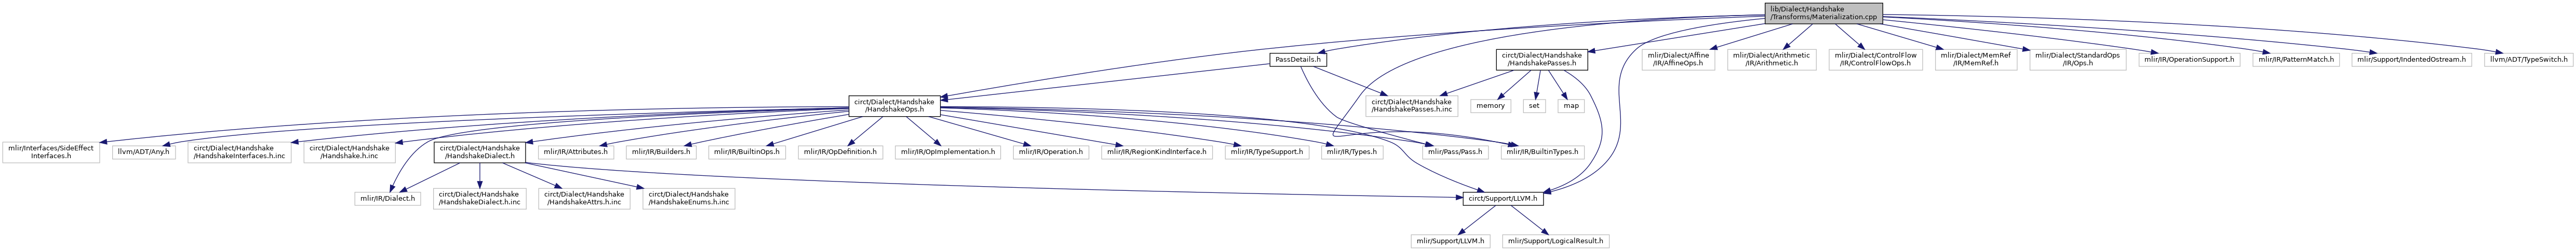 lib/Dialect/Handshake
/Transforms/Materialization.cpp
PassDetails.h
circt/Dialect/Handshake
/HandshakePasses.h
mlir/Dialect/Affine
/IR/AffineOps.h
mlir/Dialect/Arithmetic
/IR/Arithmetic.h
mlir/Dialect/ControlFlow
/IR/ControlFlowOps.h
mlir/Dialect/MemRef
/IR/MemRef.h
mlir/Dialect/StandardOps
/IR/Ops.h
mlir/IR/OperationSupport.h
mlir/IR/PatternMatch.h
mlir/Support/IndentedOstream.h
llvm/ADT/TypeSwitch.h
circt/Dialect/Handshake
/HandshakeOps.h
circt/Dialect/Handshake
/HandshakePasses.h.inc
memory
set
map
mlir/Interfaces/SideEffect
Interfaces.h
llvm/ADT/Any.h
circt/Dialect/Handshake
/HandshakeInterfaces.h.inc
circt/Dialect/Handshake
/Handshake.h.inc
circt/Dialect/Handshake
/HandshakeDialect.h
mlir/IR/Attributes.h
mlir/IR/Builders.h
mlir/IR/BuiltinOps.h
mlir/IR/OpDefinition.h
mlir/IR/OpImplementation.h
mlir/IR/Operation.h
mlir/IR/RegionKindInterface.h
mlir/IR/TypeSupport.h
mlir/IR/Types.h
mlir/Pass/Pass.h
mlir/IR/BuiltinTypes.h
mlir/IR/Dialect.h
circt/Dialect/Handshake
/HandshakeDialect.h.inc
circt/Dialect/Handshake
/HandshakeAttrs.h.inc
circt/Dialect/Handshake
/HandshakeEnums.h.inc
circt/Support/LLVM.h
mlir/Support/LLVM.h
mlir/Support/LogicalResult.h